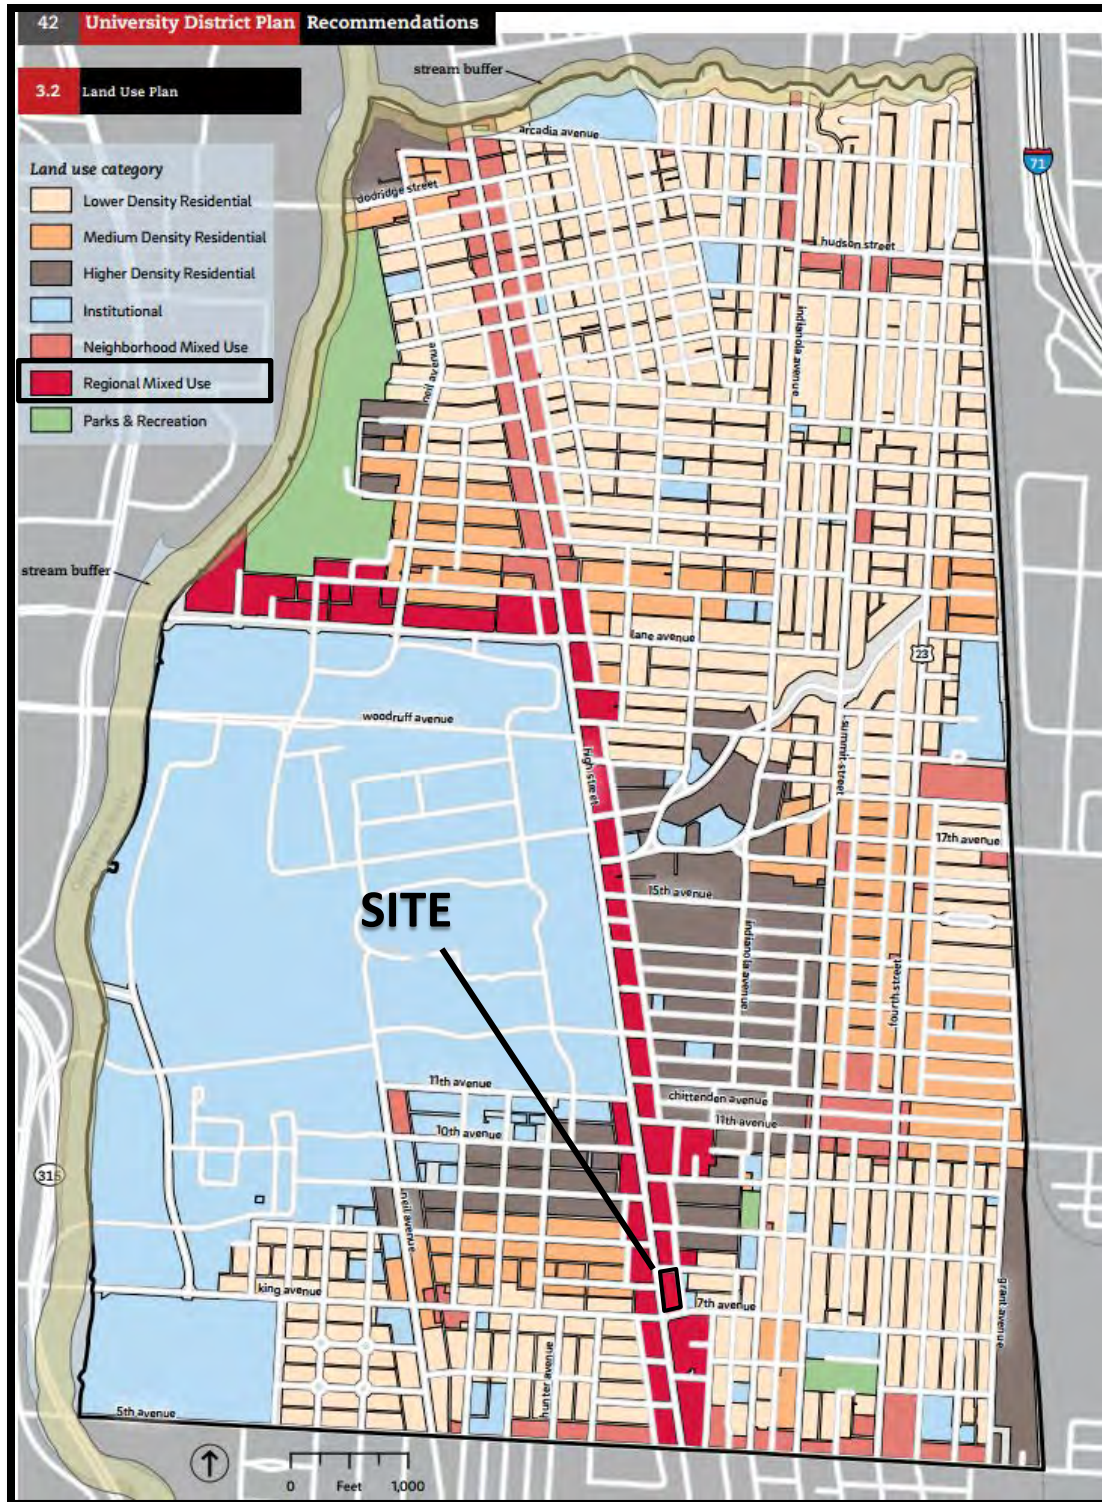 42 University District Plan Recommendations
3.2 Land Use Plan
Land use category
Lower Density Residential
Medium Density Residential
Higher Density Residential
Institutional
Neighborhood Mixed Use
Regional Mixed Use
Parks & Recreation
stream buffer
arcadia avenue
71
dodridge street
hudson street
indianola avenue
neil avenue
stream buffer
lane avenue
23
woodruff avenue
high street
summit street
17th avenue
15th avenue
SITE
indianola avenue
fourth street
11th avenue
chittenden avenue
11th avenue
10th avenue
315
neil avenue
king avenue
7th avenue
grant avenue
hunter avenue
5th avenue
0 Feet 1,000